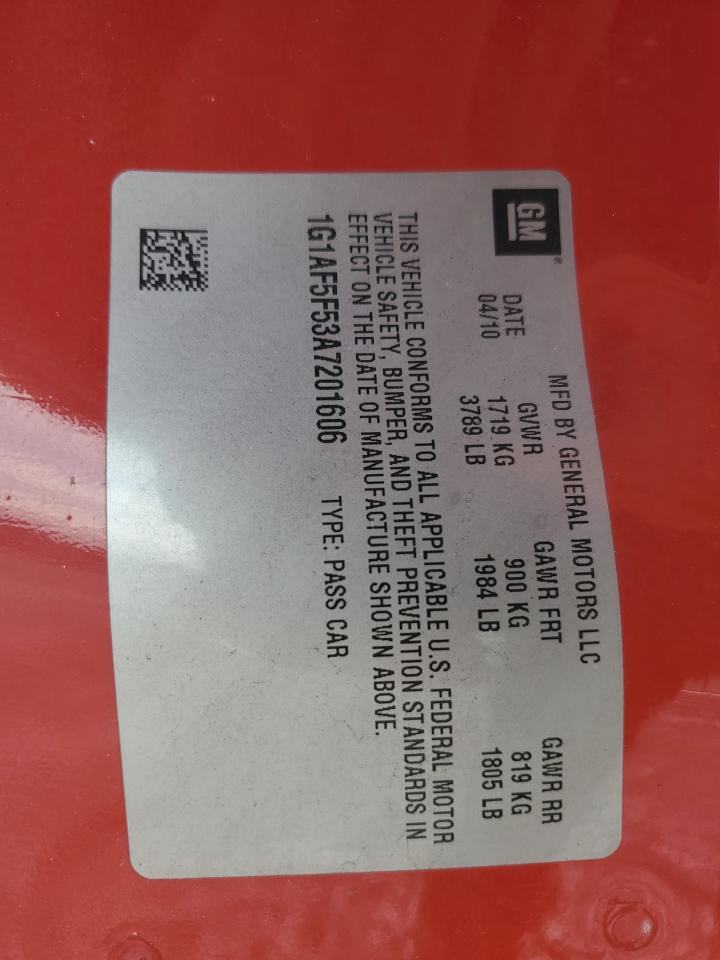 GM®
MFD BY GENERAL MOTORS LLC
DATE GVWR GAWR FRT GAWR RR
04/10 1719 KG 900 KG 819 KG
3789 LB 1984 LB 1805 LB
THIS VEHICLE CONFORMS TO ALL APPLICABLE U.S. FEDERAL MOTOR
VEHICLE SAFETY, BUMPER, AND THEFT PREVENTION STANDARDS IN
EFFECT ON THE DATE OF MANUFACTURE SHOWN ABOVE.
1G1AF5F53A7201606 TYPE: PASS CAR